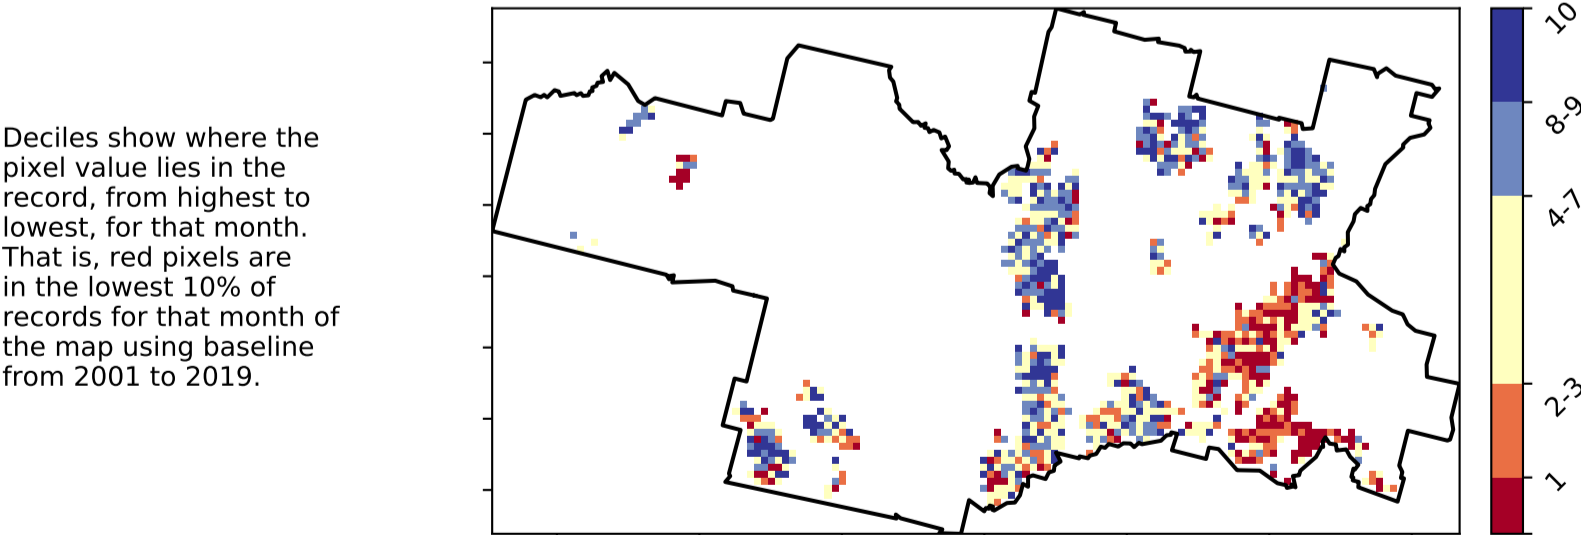 Deciles show where the
pixel value lies in the
record, from highest to
lowest, for that month.
That is, red pixels are
in the lowest 10% of
records for that month of
the map using baseline
from 2001 to 2019.
10
8-9
4-7
2-3
1